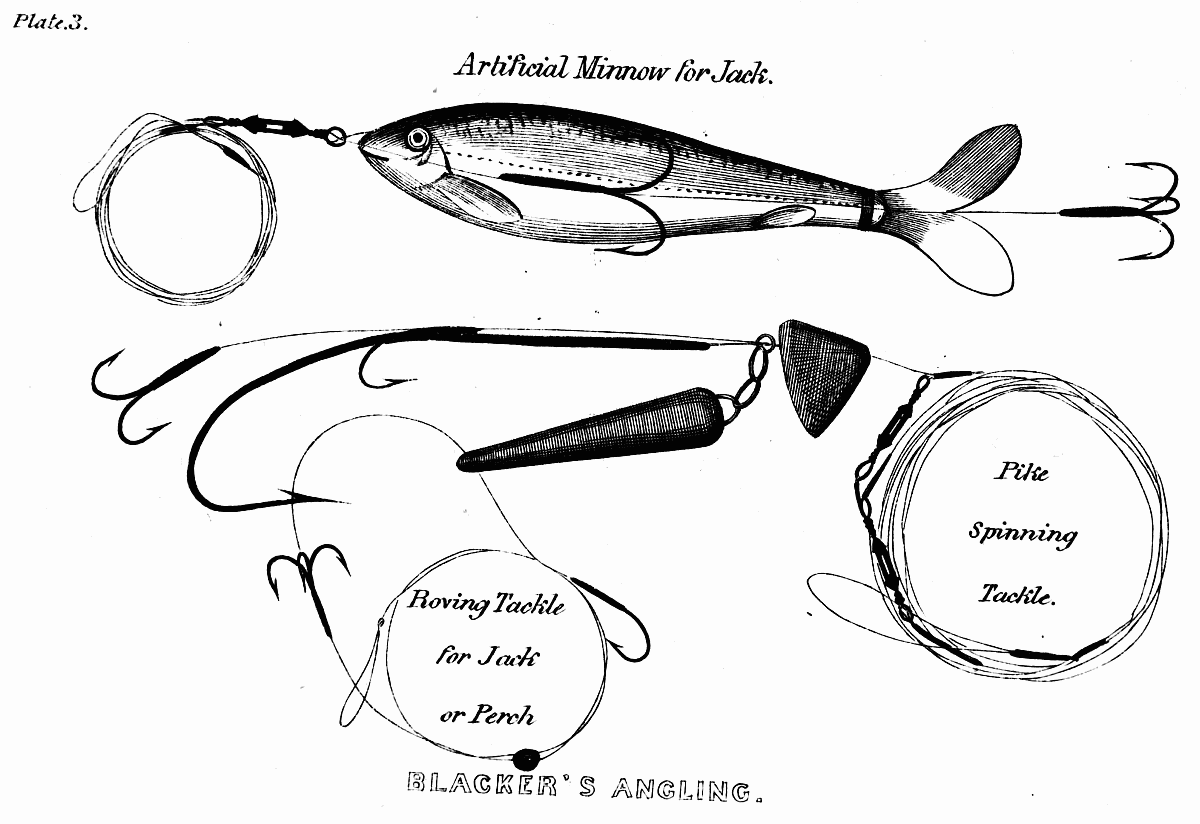 Plate.3.
Artificial Minnow for Jack.
Pike
Spinning
Tackle.
Roving Tackle
for Jack
or Perch
BLACKER'S ANGLING.